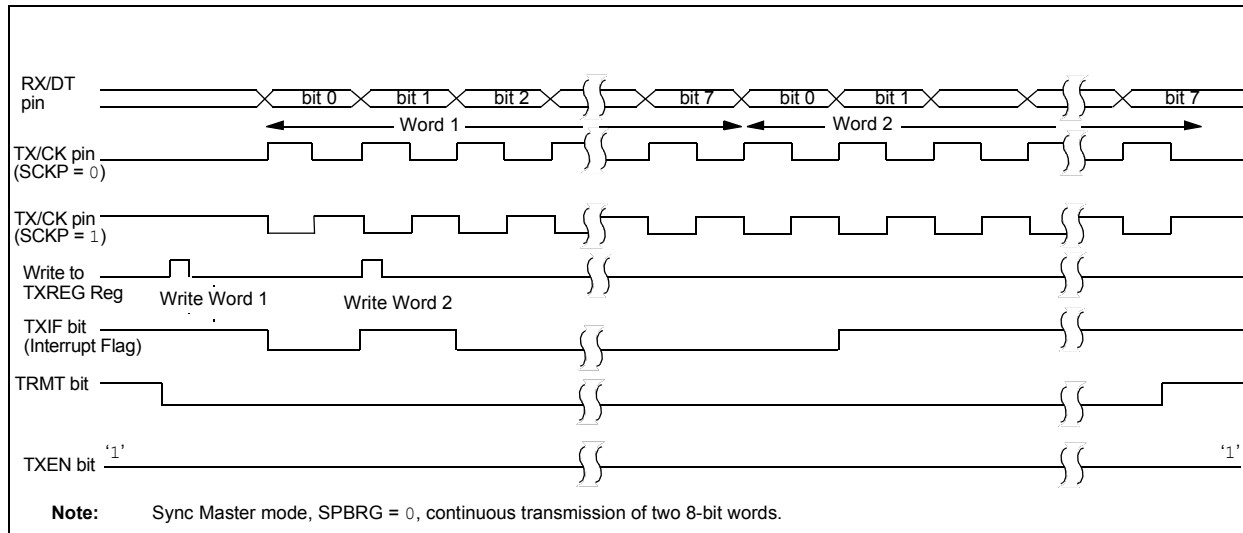 RX/DT
pin
bit 0 bit 1 bit 2 bit 7 bit 0 bit 1 bit 7
Word 1 Word 2
TX/CK pin
(SCKP = 0)
TX/CK pin
(SCKP = 1)
Write to
TXREG Reg
Write Word 1 Write Word 2
TXIF bit
(Interrupt Flag)
TRMT bit
‘1’ ‘1’
TXEN bit
Note: Sync Master mode, SPBRG = 0, continuous transmission of two 8-bit words.